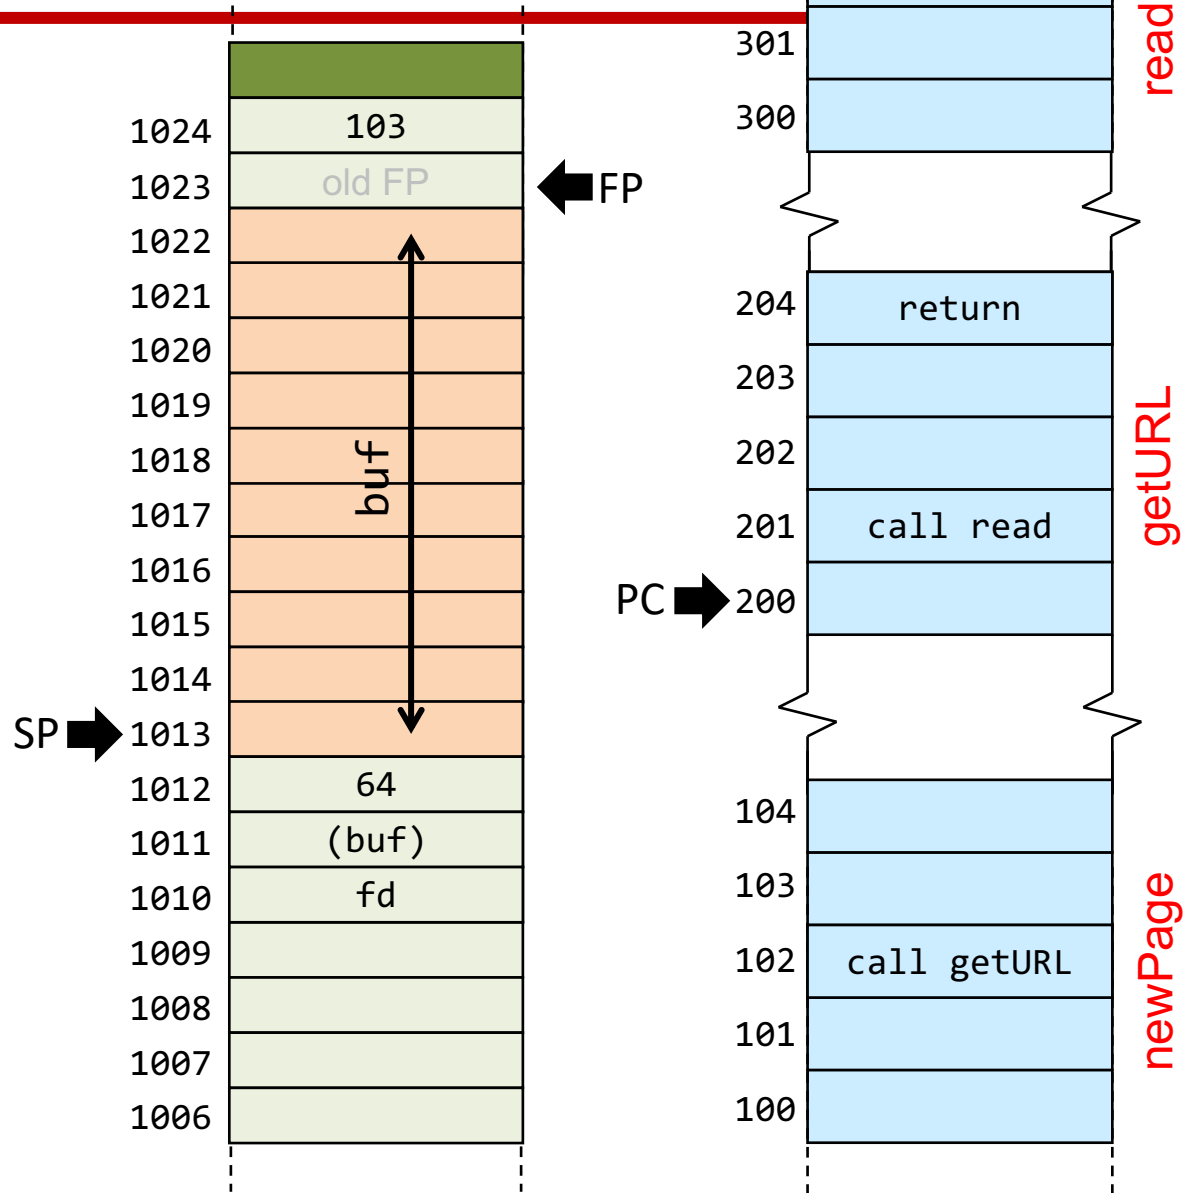 1024 103
1023 old FP FP
1022
1021
1020
1019
1018
1017
1016
1015
1014
SP 1013
buf
1012 64
1011 (buf)
1010 fd
1009
1008
1007
1006
301
300
read
204 return
203
202
201 call read
PC 200
getURL
104
103
102 call getURL
101
100
newPage